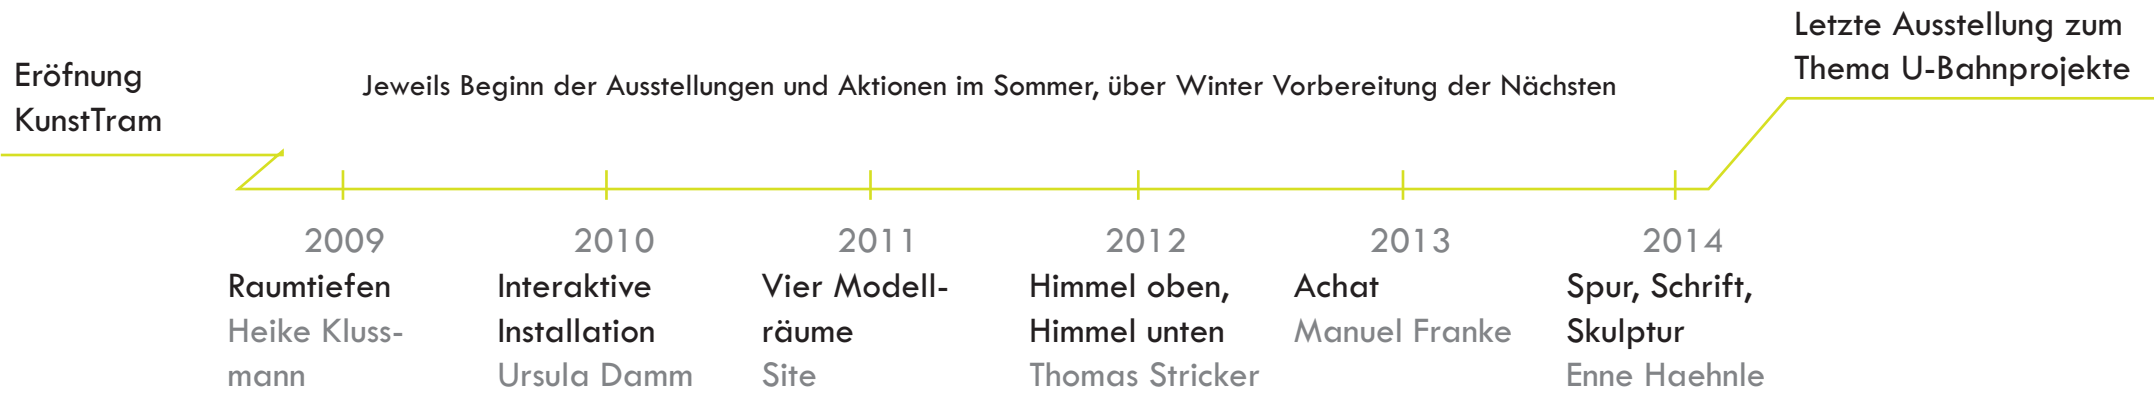 Eröfnung
KunstTram
Jeweils Beginn der Ausstellungen und Aktionen im Sommer, über Winter Vorbereitung der Nächsten
Letzte Ausstellung zum
Thema U-Bahnprojekte
2009
Raumtiefen
Heike Kluss-
mann
2010
Interaktive
Installation
Ursula Damm
2011
Vier Modell-
räume
Site
2012
Himmel oben,
Himmel unten
Thomas Stricker
2013
Achat
Manuel Franke
2014
Spur, Schrift,
Skulptur
Enne Haehnle